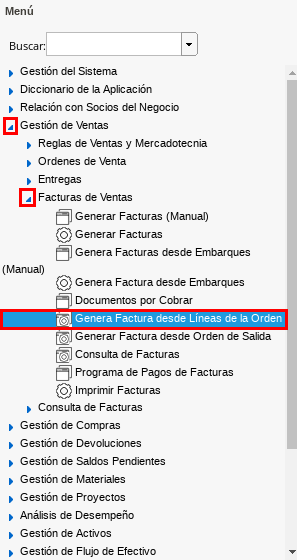 Menú
Buscar:
Gestión del Sistema
Diccionario de la Aplicación
Relación con Socios del Negocio
Gestión de Ventas
Reglas de Ventas y Mercadotecnia
Ordenes de Venta
Entregas
Facturas de Ventas
Generar Facturas (Manual)
Generar Facturas
Genera Facturas desde Embarques
(Manual)
Genera Factura desde Embarques
Documentos por Cobrar
Genera Factura desde Líneas de la Orden
Generar Factura desde Orden de Salida
Consulta de Facturas
Programa de Pagos de Facturas
Imprimir Facturas
Consulta de Facturas
Gestión de Compras
Gestión de Devoluciones
Gestión de Saldos Pendientes
Gestión de Materiales
Gestión de Proyectos
Análisis de Desempeño
Gestión de Activos
Gestión de Flujo de Efectivo